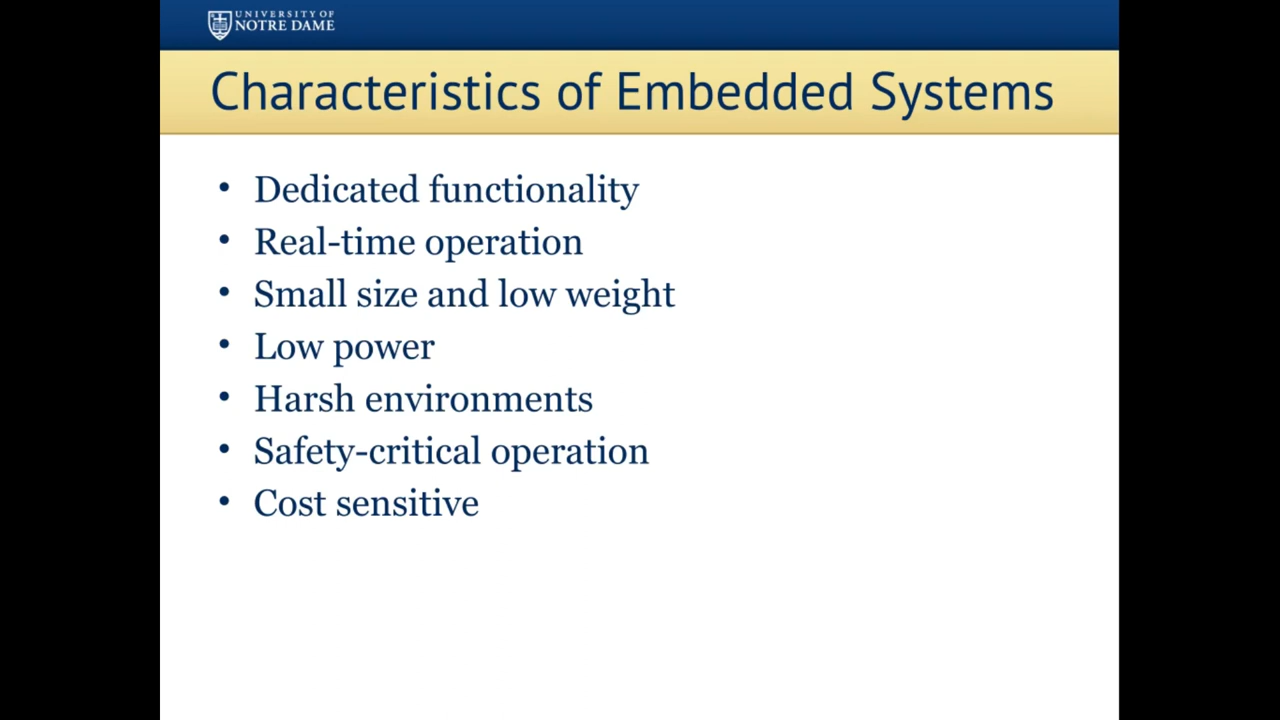 UNIVERSITY OF
NOTRE DAME
Characteristics of Embedded Systems
• Dedicated functionality
• Real-time operation
• Small size and low weight
• Low power
• Harsh environments
• Safety-critical operation
• Cost sensitive